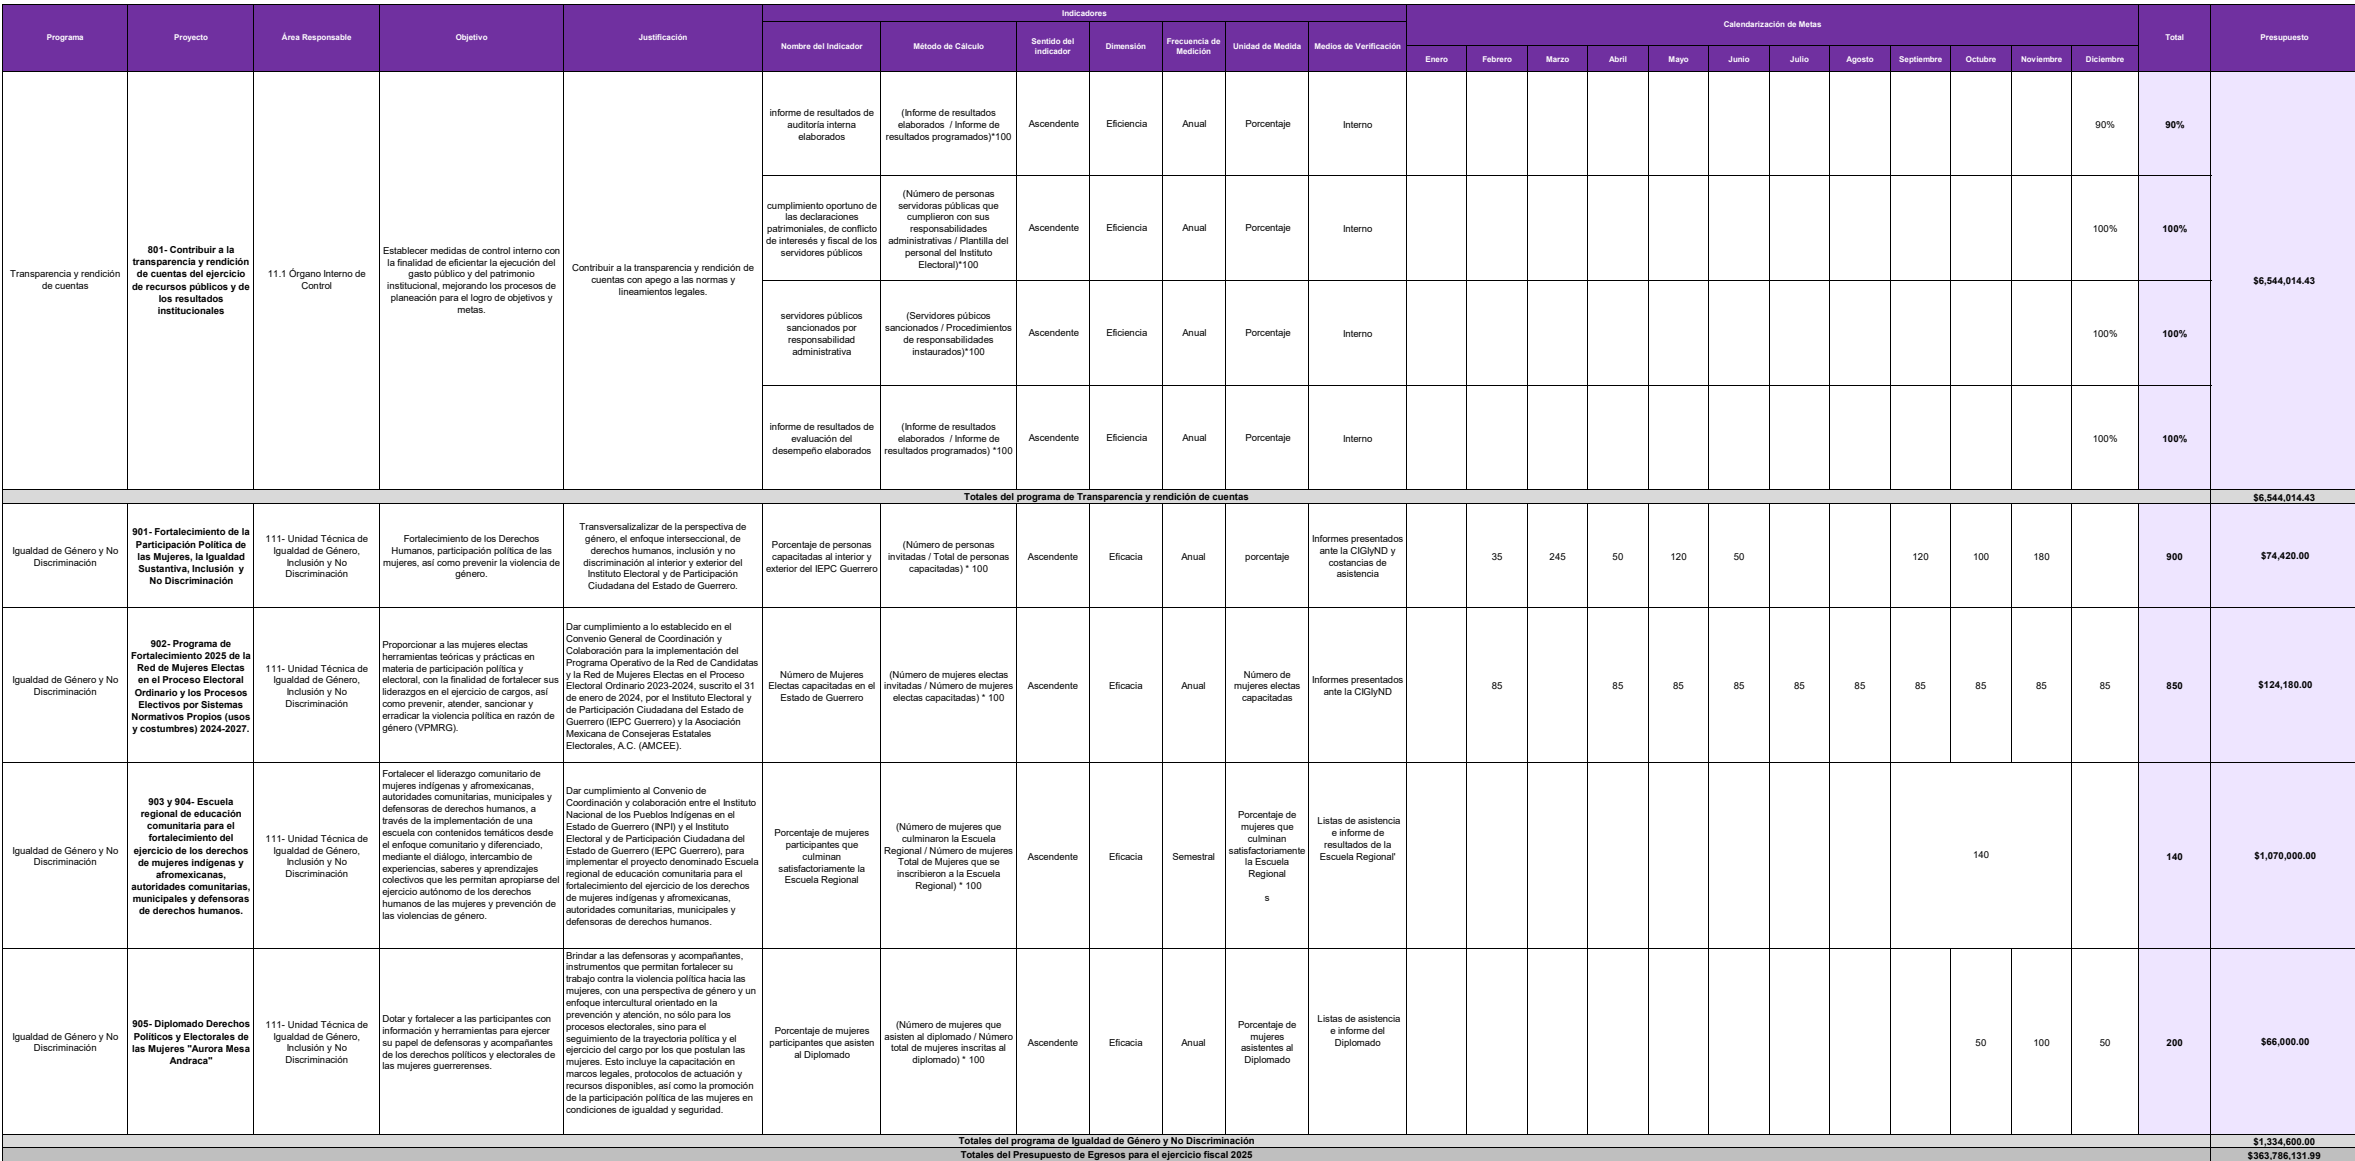 Programa
Proyecto
Área Responsable
Objetivo
Justificación
Indicadores
Nombre del Indicador
Método de Cálculo
Sentido del
indicador
Dimensión
Frecuencia de
Medición
Unidad de Medida
Medios de Verificación
Calendarización de Metas
Enero
Febrero
Marzo
Abril
Mayo
Junio
Julio
Agosto
Septiembre
Octubre
Noviembre
Diciembre
Total
Presupuesto
Transparencia y rendición
de cuentas
801- Contribuir a la
transparencia y rendición
de cuentas del ejercicio
de recursos públicos y de
los resultados
institucionales
11.1 Órgano Interno de
Control
Establecer medidas de control interno con
la finalidad de eficientar la ejecución del
gasto público y del patrimonio
institucional, mejorando los procesos de
planeación para el logro de objetivos y
metas.
Contribuir a la transparencia y rendición de
cuentas con apego a las normas y
lineamientos legales.
informe de resultados de
auditoría interna
elaborados
(Informe de resultados
elaborados / Informe de
resultados programados)*100
Ascendente
Eficiencia
Anual
Porcentaje
Interno
90%
90%
cumplimiento oportuno de
las declaraciones
patrimoniales, de conflicto
de interesés y fiscal de los
servidores públicos
(Número de personas
servidoras públicas que
cumplieron con sus
responsabilidades
administrativas / Plantilla del
personal del Instituto
Electoral)*100
Ascendente
Eficiencia
Anual
Porcentaje
Interno
100%
100%
servidores públicos
sancionados por
responsabilidad
administrativa
(Servidores púbicos
sancionados / Procedimientos
de responsabilidades
instaurados)*100
Ascendente
Eficiencia
Anual
Porcentaje
Interno
100%
100%
informe de resultados de
evaluación del
desempeño elaborados
(Informe de resultados
elaborados / Informe de
resultados programados) *100
Ascendente
Eficiencia
Anual
Porcentaje
Interno
100%
100%
$6,544,014.43
Totales del programa de Transparencia y rendición de cuentas
$6,544,014.43
Igualdad de Género y No
Discriminación
901- Fortalecimiento de la
Participación Política de
las Mujeres, la Igualdad
Sustantiva, Inclusión y
No Discriminación
111- Unidad Técnica de
Igualdad de Género,
Inclusión y No
Discriminación
Fortalecimiento de los Derechos
Humanos, participación política de las
mujeres, así como prevenir la violencia de
género.
Transversalizalizar de la perspectiva de
género, el enfoque interseccional, de
derechos humanos, inclusión y no
discriminación al interior y exterior del
Instituto Electoral y de Participación
Ciudadana del Estado de Guerrero.
Porcentaje de personas
capacitadas al interior y
exterior del IEPC Guerrero
(Número de personas
invitadas / Total de personas
capacitadas) * 100
Ascendente
Eficacia
Anual
porcentaje
Informes presentados
ante la CIGIyND y
costancias de
asistencia
35
245
50
120
50
120
100
180
900
$74,420.00
Igualdad de Género y No
Discriminación
902- Programa de
Fortalecimiento 2025 de la
Red de Mujeres Electas
en el Proceso Electoral
Ordinario y los Procesos
Electivos por Sistemas
Normativos Propios (usos
y costumbres) 2024-2027.
111- Unidad Técnica de
Igualdad de Género,
Inclusión y No
Discriminación
Proporcionar a las mujeres electas
herramientas teóricas y prácticas en
materia de participación política y
electoral, con la finalidad de fortalecer sus
liderazgos en el ejercicio de cargos, así
como prevenir, atender, sancionar y
erradicar la violencia política en razón de
género (VPMRG).
Dar cumplimiento a lo establecido en el
Convenio General de Coordinación y
Colaboración para la implementación del
Programa Operativo de la Red de Candidatas
y la Red de Mujeres Electas en el Proceso
Electoral Ordinario 2023-2024, suscrito el 31
de enero de 2024, por el Instituto Electoral y
de Participación Ciudadana del Estado de
Guerrero (IEPC Guerrero) y la Asociación
Mexicana de Consejeras Estatales
Electorales, A.C. (AMCEE).
Número de Mujeres
Electas capacitadas en el
Estado de Guerrero
(Número de mujeres electas
invitadas / Número de mujeres
electas capacitadas) * 100
Ascendente
Eficacia
Anual
Número de
mujeres electas
capacitadas
Informes presentados
ante la CIGIyND
85
85
85
85
85
85
85
85
85
85
850
$124,180.00
Igualdad de Género y No
Discriminación
903 y 904- Escuela
regional de educación
comunitaria para el
fortalecimiento del
ejercicio de los derechos
de mujeres indígenas y
afromexicanas,
autoridades comunitarias,
municipales y defensoras
de derechos humanos.
111- Unidad Técnica de
Igualdad de Género,
Inclusión y No
Discriminación
Fortalecer el liderazgo comunitario de
mujeres indígenas y afromexicanas,
autoridades comunitarias, municipales y
defensoras de derechos humanos, a
través de la implementación de una
escuela con contenidos temáticos desde
el enfoque comunitario y diferenciado,
mediante el diálogo, intercambio de
experiencias, saberes y aprendizajes
colectivos que les permitan apropiarse del
ejercicio autónomo de los derechos
humanos de las mujeres y prevención de
las violencias de género.
Dar cumplimiento al Convenio de
Coordinación y colaboración entre el Instituto
Nacional de los Pueblos Indígenas en el
Estado de Guerrero (INPI) y el Instituto
Electoral y de Participación Ciudadana del
Estado de Guerrero (IEPC Guerrero), para
implementar el proyecto denominado Escuela
regional de educación comunitaria para el
fortalecimiento del ejercicio de los derechos
de mujeres indígenas y afromexicanas,
autoridades comunitarias, municipales y
defensoras de derechos humanos.
Porcentaje de mujeres
participantes que
culminan
satisfactoriamente la
Escuela Regional
(Número de mujeres que
culminaron la Escuela
Regional / Número de mujeres
Total de Mujeres que se
inscribieron a la Escuela
Regional) * 100
Ascendente
Eficacia
Semestral
Porcentaje de
mujeres que
culminan
satisfactoriamente
la Escuela
Regional
s
Listas de asistencia
e informe de
resultados de la
Escuela Regional'
140
140
$1,070,000.00
Igualdad de Género y No
Discriminación
905- Diplomado Derechos
Políticos y Electorales de
las Mujeres "Aurora Mesa
Andraca"
111- Unidad Técnica de
Igualdad de Género,
Inclusión y No
Discriminación
Dotar y fortalecer a las participantes con
información y herramientas para ejercer
su papel de defensoras y acompañantes
de los derechos políticos y electorales de
las mujeres guerrerenses.
Brindar a las defensoras y acompañantes,
instrumentos que permitan fortalecer su
trabajo contra la violencia política hacia las
mujeres, con una perspectiva de género y un
enfoque intercultural orientado en la
prevención y atención, no sólo para los
procesos electorales, sino para el
seguimiento de la trayectoria política y el
ejercicio del cargo por los que postulan las
mujeres. Esto incluye la capacitación en
marcos legales, protocolos de actuación y
recursos disponibles, así como la promoción
de la participación política de las mujeres en
condiciones de igualdad y seguridad.
Porcentaje de mujeres
participantes que asisten
al Diplomado
(Número de mujeres que
asisten al diplomado / Número
total de mujeres inscritas al
diplomado) * 100
Ascendente
Eficacia
Anual
Porcentaje de
mujeres
asistentes al
Diplomado
Listas de asistencia
e informe del
Diplomado
50
100
50
200
$66,000.00
Totales del programa de Igualdad de Género y No Discriminación
$1,334,600.00
Totales del Presupuesto de Egresos para el ejercicio fiscal 2025
$363,786,131.99